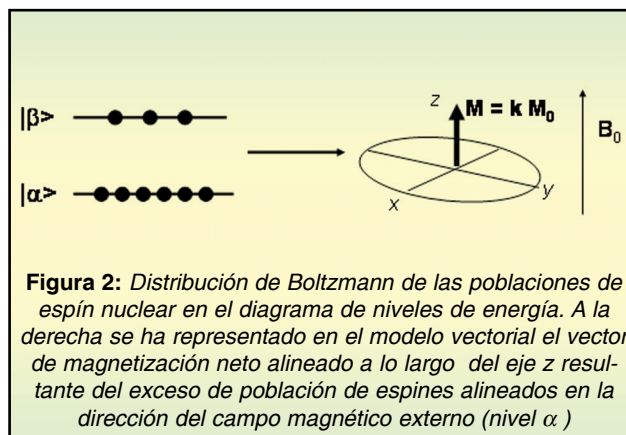 |β>
|α>
z
M = k M₀
B₀
x
y
Figura 2: Distribución de Boltzmann de las poblaciones de
espín nuclear en el diagrama de niveles de energía. A la
derecha se ha representado en el modelo vectorial el vector
de magnetización neto alineado a lo largo del eje z resul-
tante del exceso de población de espines alineados en la
dirección del campo magnético externo (nivel α )